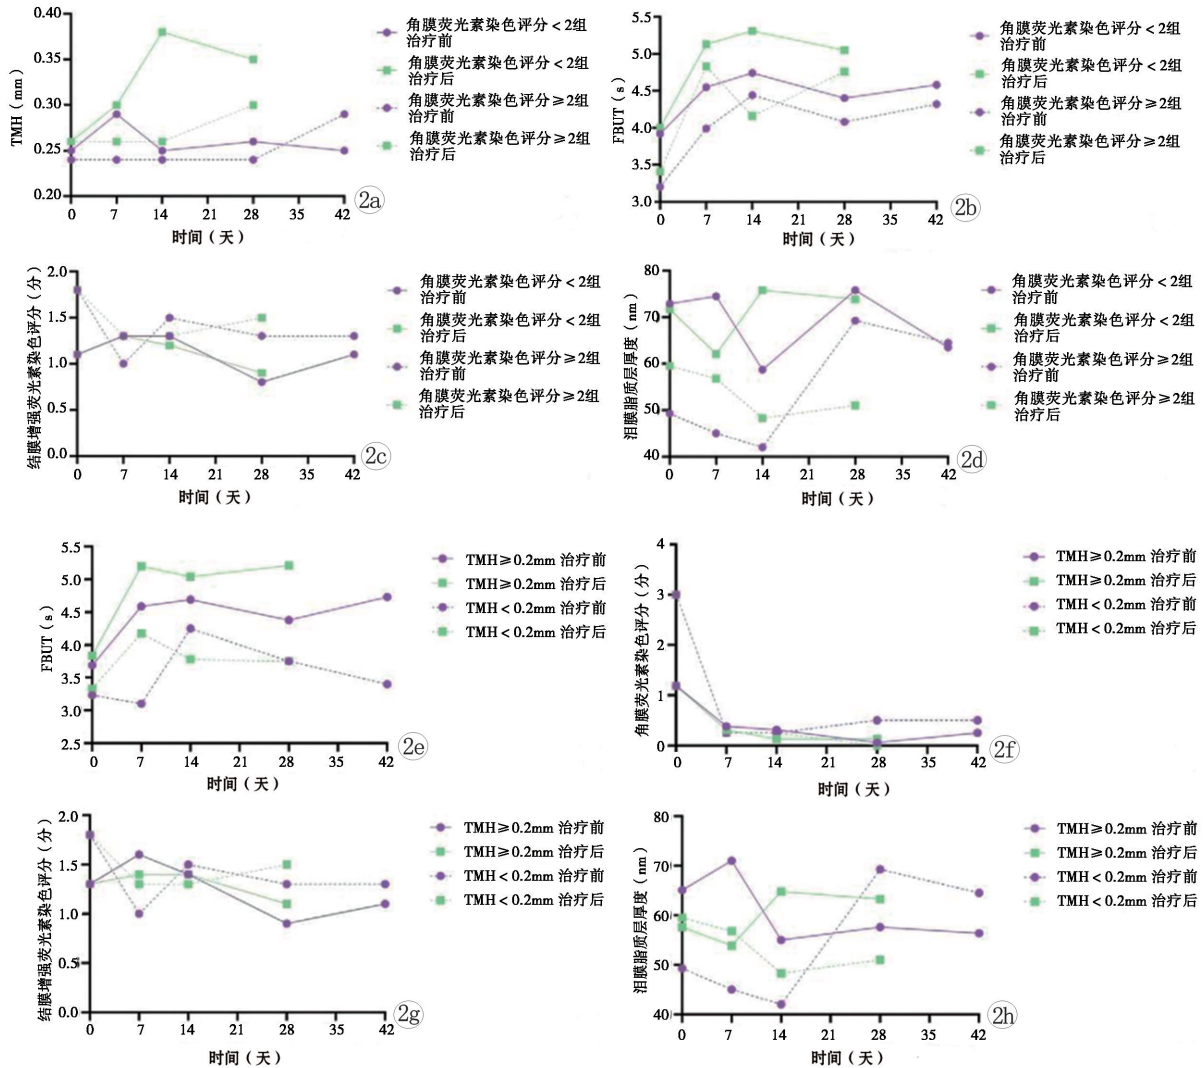 0.40
0.35
0.30
0.25
0.20
TMH（mm）
0 7 14 21 28 35 42
时间（天）
角膜荧光素染色评分＜2组
治疗前
角膜荧光素染色评分＜2组
治疗后
角膜荧光素染色评分≥2组
治疗前
角膜荧光素染色评分≥2组
治疗后
2a
5.5
5.0
4.5
4.0
3.5
3.0
FBUT（s）
0 7 14 21 28 35 42
时间（天）
角膜荧光素染色评分＜2组
治疗前
角膜荧光素染色评分＜2组
治疗后
角膜荧光素染色评分≥2组
治疗前
角膜荧光素染色评分≥2组
治疗后
2b
2.0
1.5
1.0
0.5
0.0
结膜增强荧光素染色评分（分）
0 7 14 21 28 35 42
时间（天）
角膜荧光素染色评分＜2组
治疗前
角膜荧光素染色评分＜2组
治疗后
角膜荧光素染色评分≥2组
治疗前
角膜荧光素染色评分≥2组
治疗后
2c
80
70
60
50
40
泪膜脂质层厚度（nm）
0 7 14 21 28 35 42
时间（天）
角膜荧光素染色评分＜2组
治疗前
角膜荧光素染色评分＜2组
治疗后
角膜荧光素染色评分≥2组
治疗前
角膜荧光素染色评分≥2组
治疗后
2d
5.5
5.0
4.5
4.0
3.5
3.0
2.5
FBUT（s）
0 7 14 21 28 35 42
时间（天）
TMH≥0.2mm 治疗前
TMH≥0.2mm 治疗后
TMH＜0.2mm 治疗前
TMH＜0.2mm 治疗后
2e
4
3
2
1
0
角膜荧光素染色评分（分）
0 7 14 21 28 35 42
时间（天）
TMH≥0.2mm 治疗前
TMH≥0.2mm 治疗后
TMH＜0.2mm 治疗前
TMH＜0.2mm 治疗后
2f
2.0
1.5
1.0
0.5
0.0
结膜增强荧光素染色评分（分）
0 7 14 21 28 35 42
时间（天）
TMH≥0.2mm 治疗前
TMH≥0.2mm 治疗后
TMH＜0.2mm 治疗前
TMH＜0.2mm 治疗后
2g
80
70
60
50
40
泪膜脂质层厚度（nm）
0 7 14 21 28 35 42
时间（天）
TMH≥0.2mm 治疗前
TMH≥0.2mm 治疗后
TMH＜0.2mm 治疗前
TMH＜0.2mm 治疗后
2h